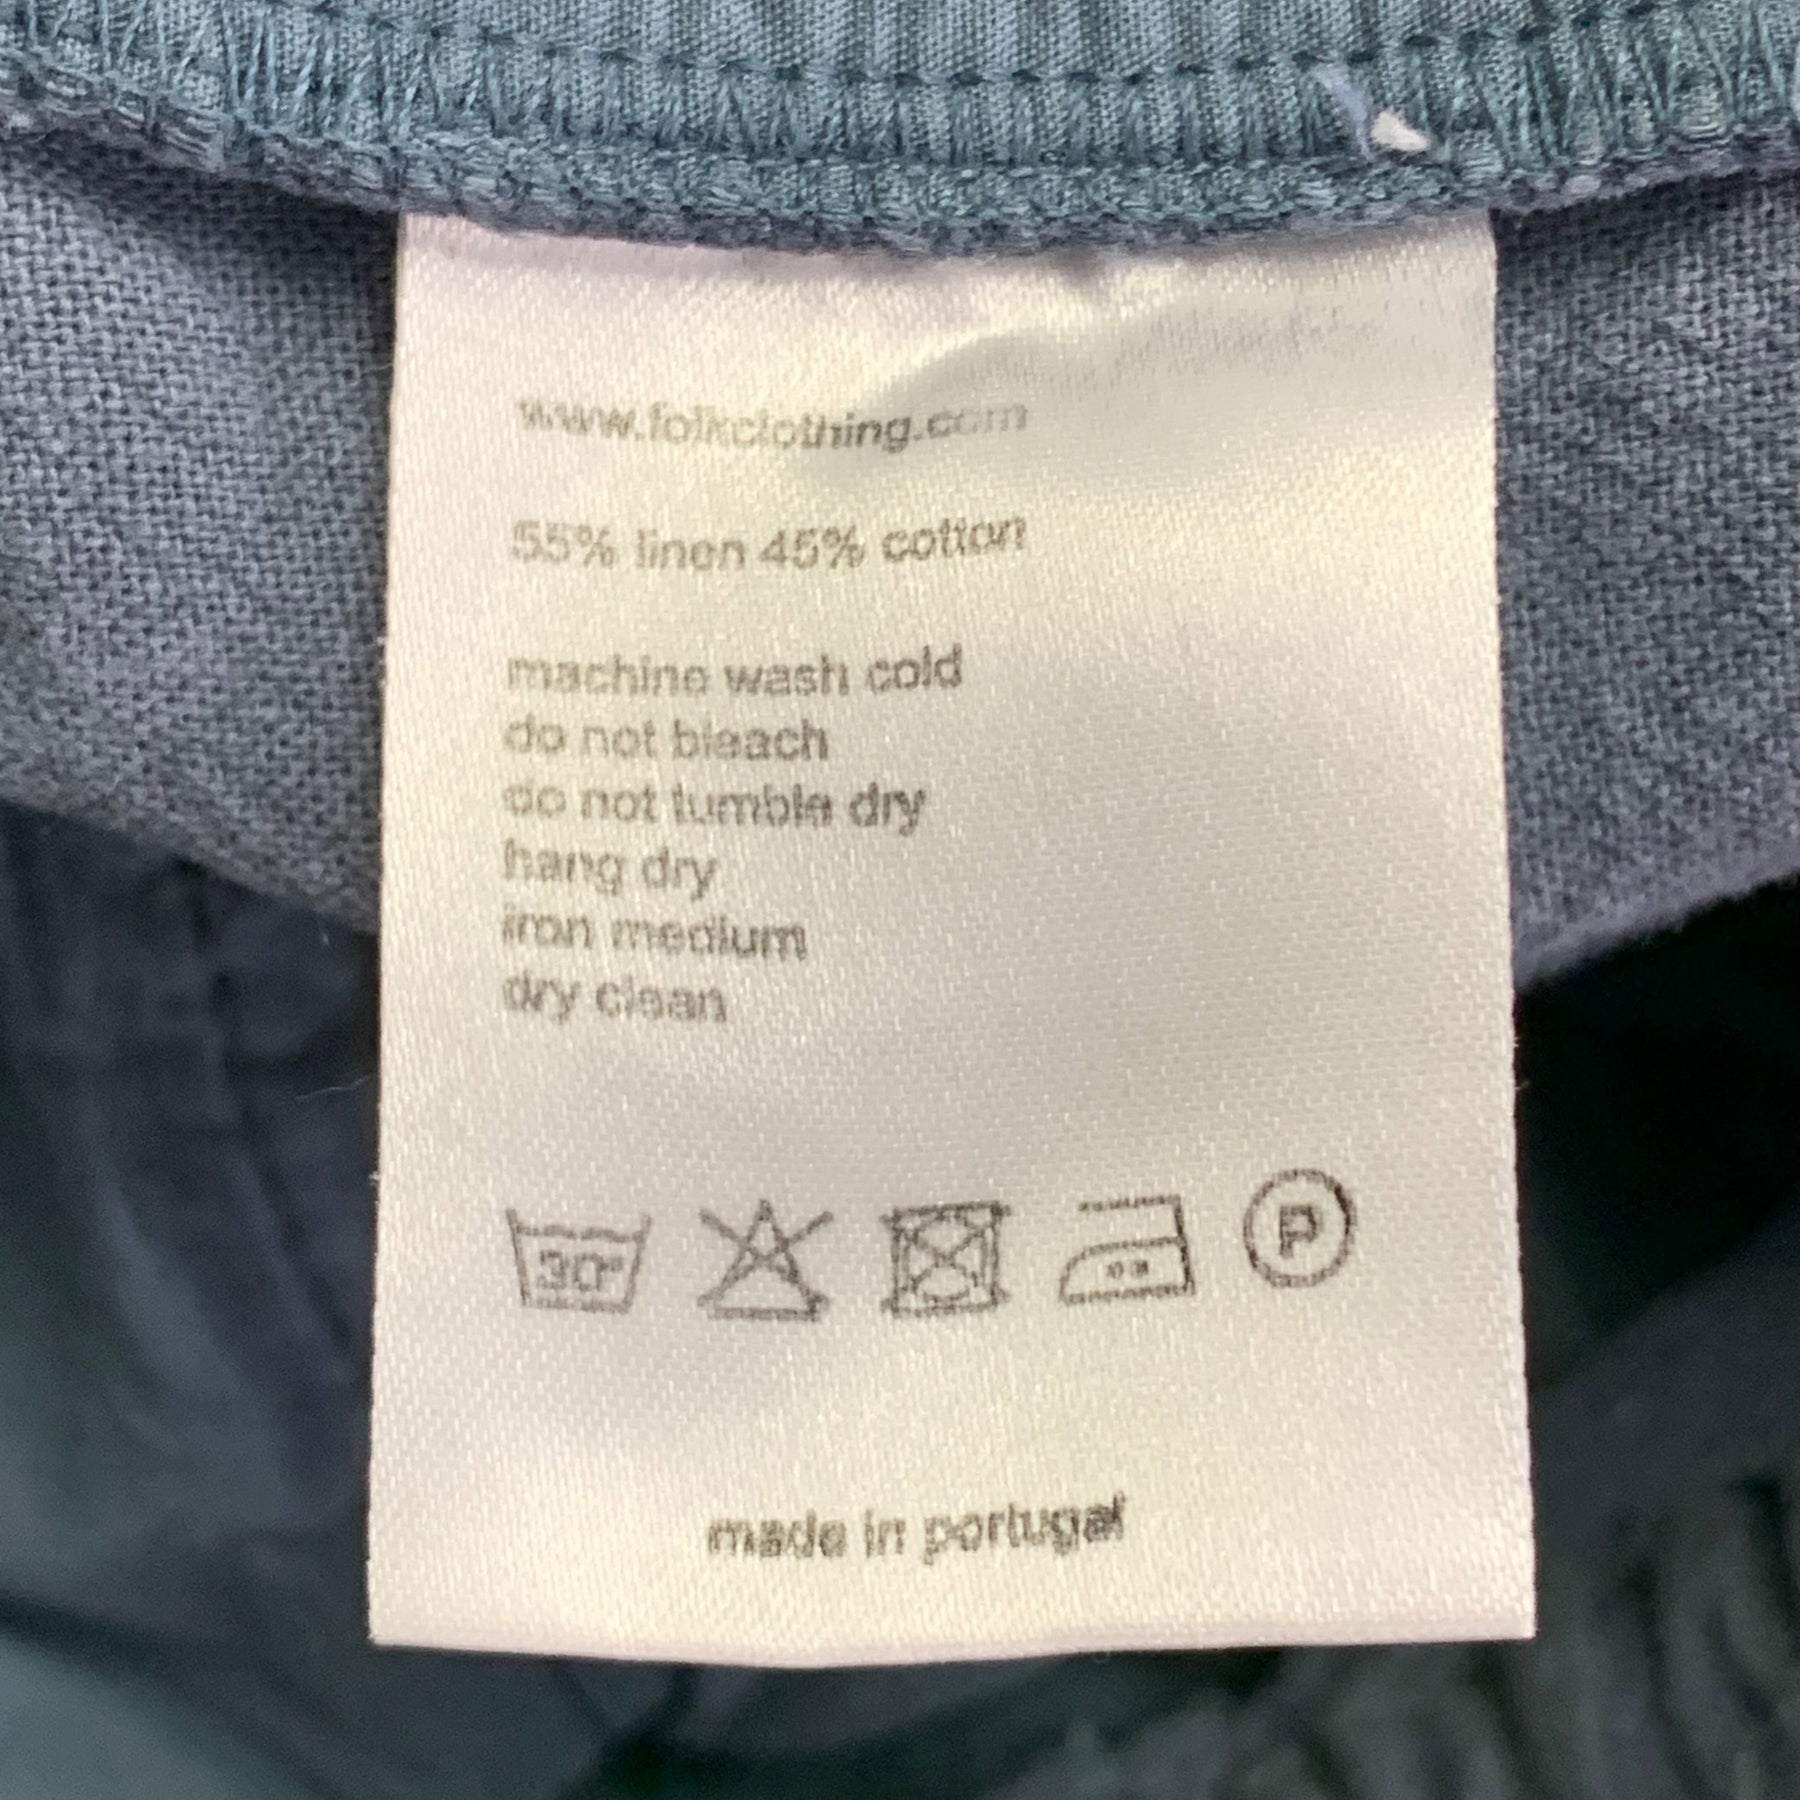 www.folkclothing.com
55% linen 45% cotton
machine wash cold
do not bleach
do not tumble dry
hang dry
iron medium
dry clean
30°
P
made in portugal